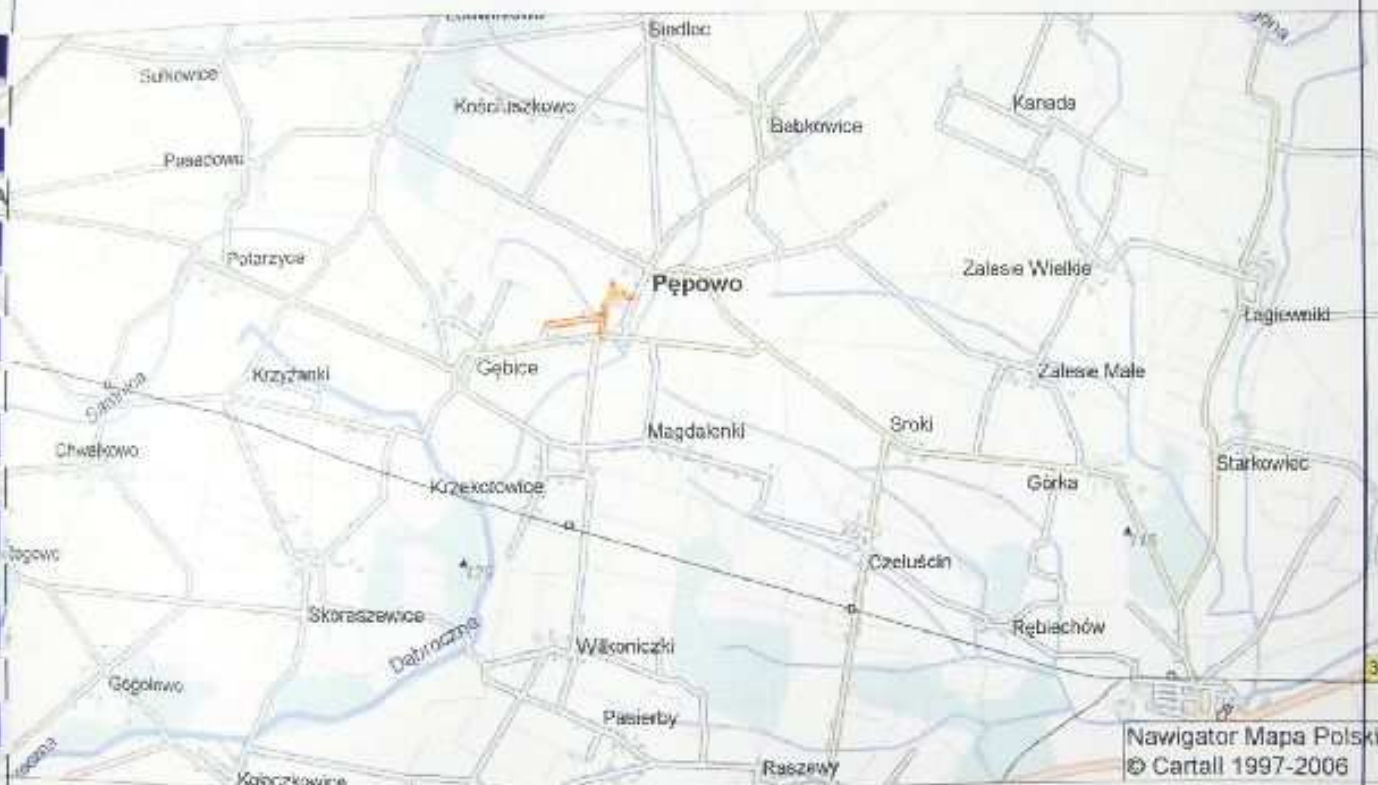 Siedlec
Sułkowice
Kościuszkowo
Kanada
Babkowice
Pasadowo
Potarzyca
Zalesie Wielkie
Pępowo
Łagiewniki
Gębice
Zalesie Małe
Krzyżanki
Sroki
Magdalenki
Chwałkowo
Starkowiec
Górka
Krzekotowice
Czeluścin
Skoraszewice
Rębiechów
Dąbroczna
Wilkoniczki
Gogolewo
Pasierby
Raszewy
Nawigator Mapa Polski
© Cartall 1997-2006